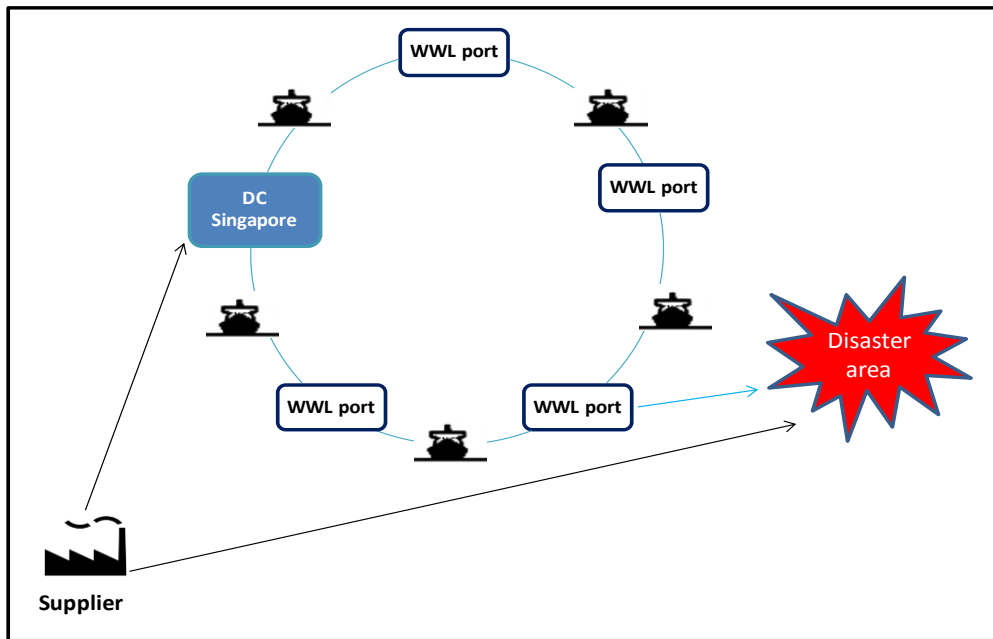 WWL port
WWL port
DC
Singapore
Disaster
area
WWL port
WWL port
Supplier